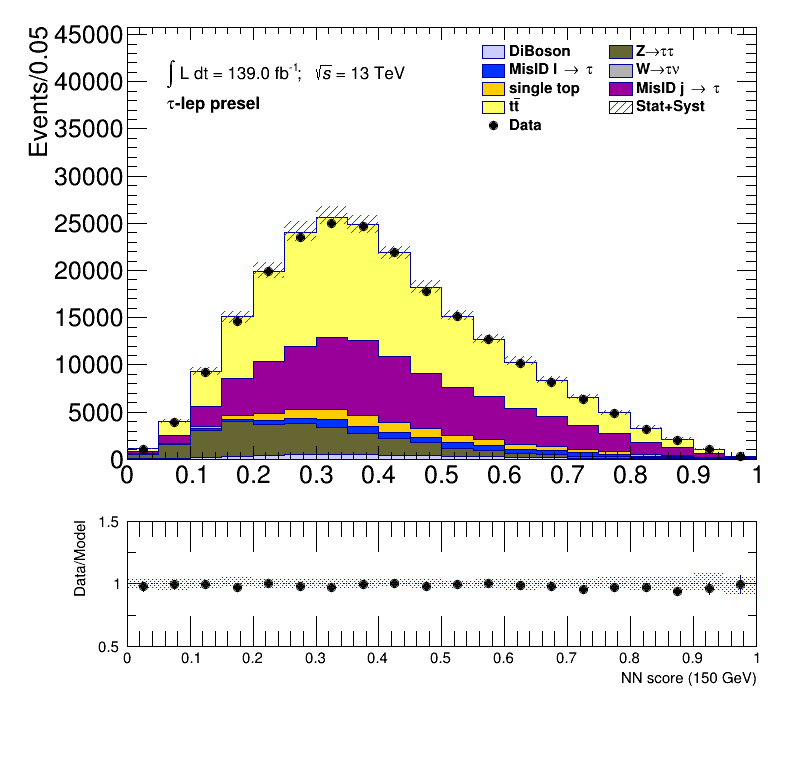 Events/0.05
45000
40000
35000
30000
25000
20000
15000
10000
5000
0
∫ L dt = 139.0 fb⁻¹; √s = 13 TeV
τ-lep presel
DiBoson
MisID l → τ
single top
tt̄
Data
Z→ττ
W→τν
MisID j → τ
Stat+Syst
0 0.1 0.2 0.3 0.4 0.5 0.6 0.7 0.8 0.9 1
Data/Model
1.5
1
0.5
0 0.1 0.2 0.3 0.4 0.5 0.6 0.7 0.8 0.9 1
NN score (150 GeV)